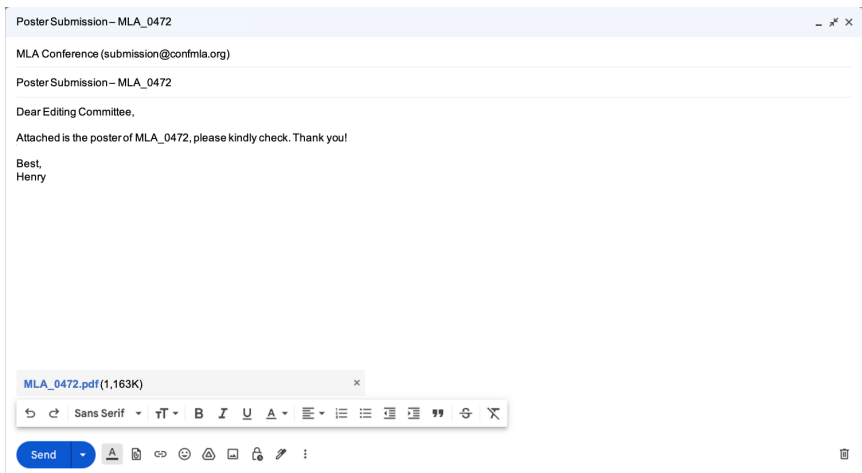 Poster Submission – MLA_0472
MLA Conference (submission@confmla.org)
Poster Submission – MLA_0472
Dear Editing Committee,
Attached is the poster of MLA_0472, please kindly check. Thank you!
Best,
Henry
MLA_0472.pdf (1,163K)
Sans Serif
Send